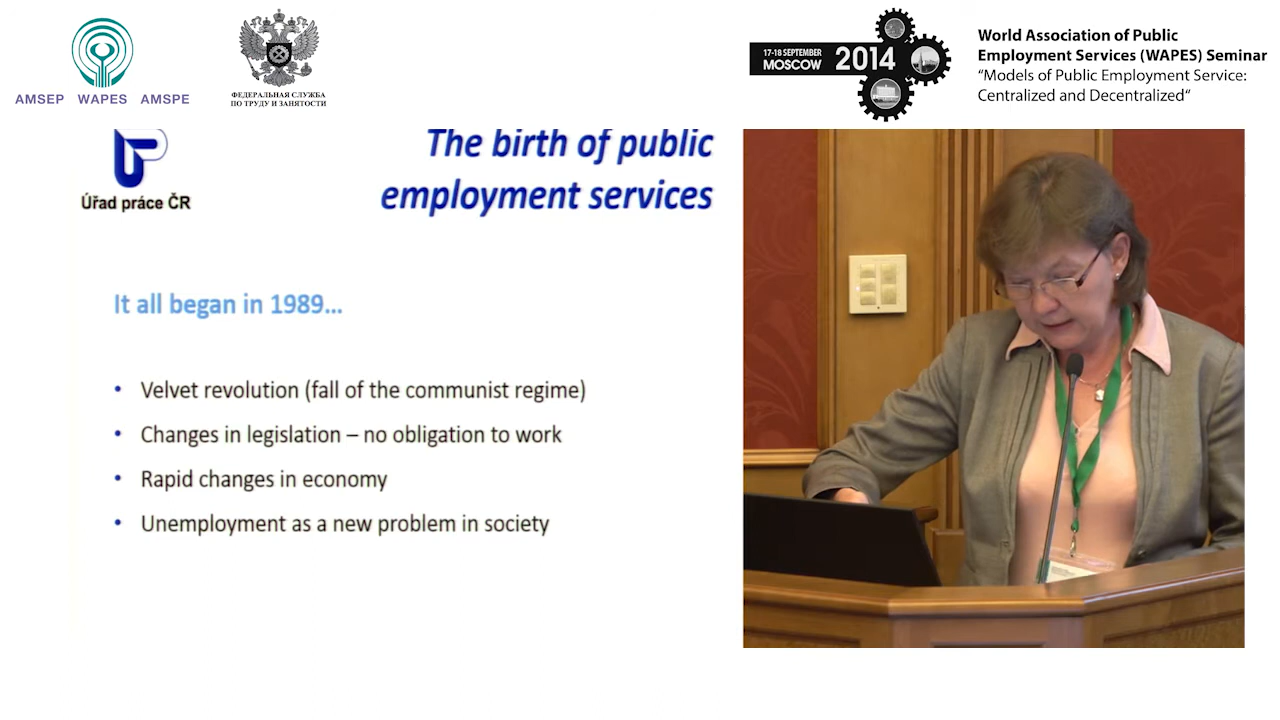 AMSEP WAPES AMSPE
ФЕДЕРАЛЬНАЯ СЛУЖБА
ПО ТРУДУ И ЗАНЯТОСТИ
17-18 SEPTEMBER
MOSCOW
2014
World Association of Public
Employment Services (WAPES) Seminar
“Models of Public Employment Service:
Centralized and Decentralized“
Úřad práce ČR
The birth of public
employment services
It all began in 1989...
• Velvet revolution (fall of the communist regime)
• Changes in legislation – no obligation to work
• Rapid changes in economy
• Unemployment as a new problem in society